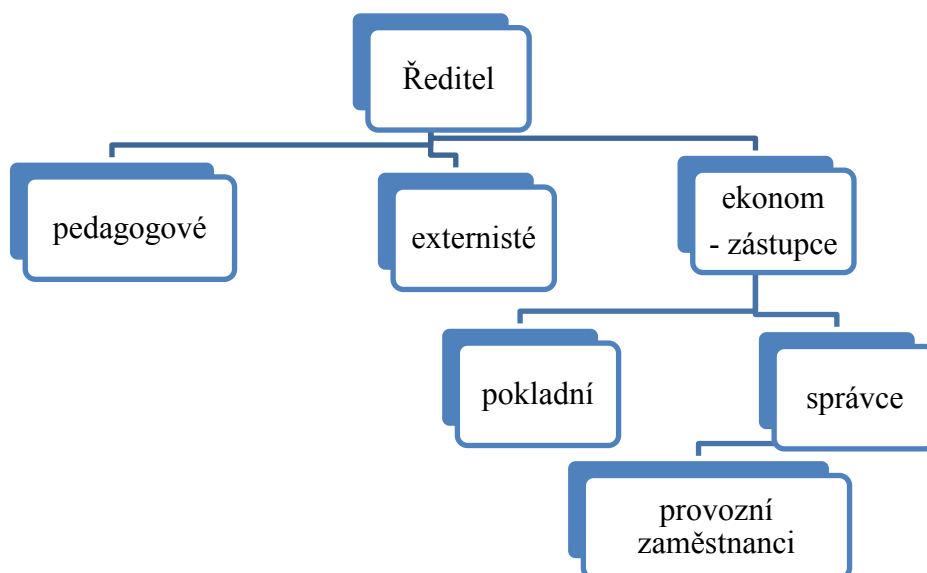 Ředitel
pedagogové
externisté
ekonom
- zástupce
pokladní
správce
provozní
zaměstnanci